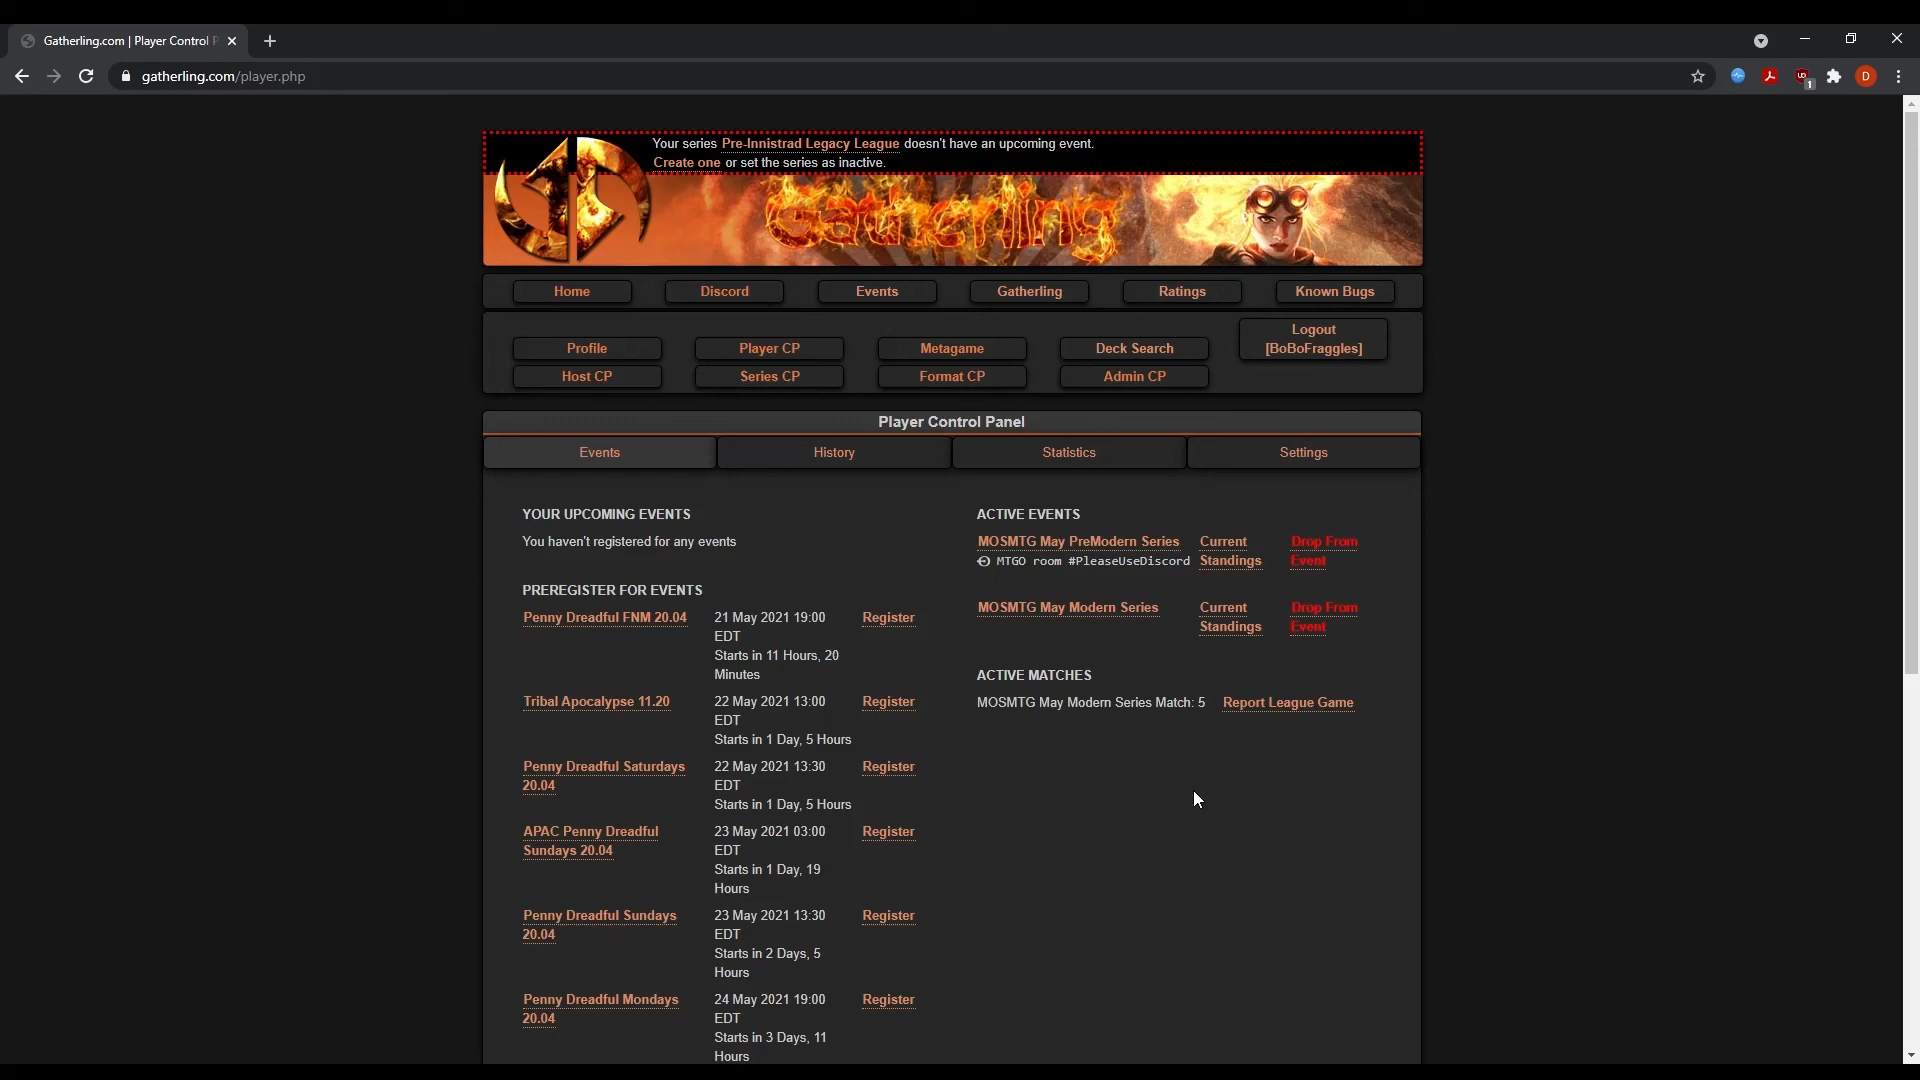 Gatherling.com | Player Control P
gatherling.com/player.php
D
1
Your series Pre-Innistrad Legacy League doesn't have an upcoming event.
Create one or set the series as inactive.
Gatherling
Home Discord Events Gatherling Ratings Known Bugs
Logout
[BoBoFraggles]
Profile Player CP Metagame Deck Search
Host CP Series CP Format CP Admin CP
Player Control Panel
Events History Statistics Settings
YOUR UPCOMING EVENTS
You haven't registered for any events
PREREGISTER FOR EVENTS
Penny Dreadful FNM 20.04 21 May 2021 19:00 Register
EDT
Starts in 11 Hours, 20
Minutes
Tribal Apocalypse 11.20 22 May 2021 13:00 Register
EDT
Starts in 1 Day, 5 Hours
Penny Dreadful Saturdays 22 May 2021 13:30 Register
20.04 EDT
Starts in 1 Day, 5 Hours
APAC Penny Dreadful 23 May 2021 03:00 Register
Sundays 20.04 EDT
Starts in 1 Day, 19
Hours
Penny Dreadful Sundays 23 May 2021 13:30 Register
20.04 EDT
Starts in 2 Days, 5
Hours
Penny Dreadful Mondays 24 May 2021 19:00 Register
20.04 EDT
Starts in 3 Days, 11
Hours
ACTIVE EVENTS
MOSMTG May PreModern Series Current Drop From
MTGO room #PleaseUseDiscord Standings Event
MOSMTG May Modern Series Current Drop From
Standings Event
ACTIVE MATCHES
MOSMTG May Modern Series Match: 5 Report League Game